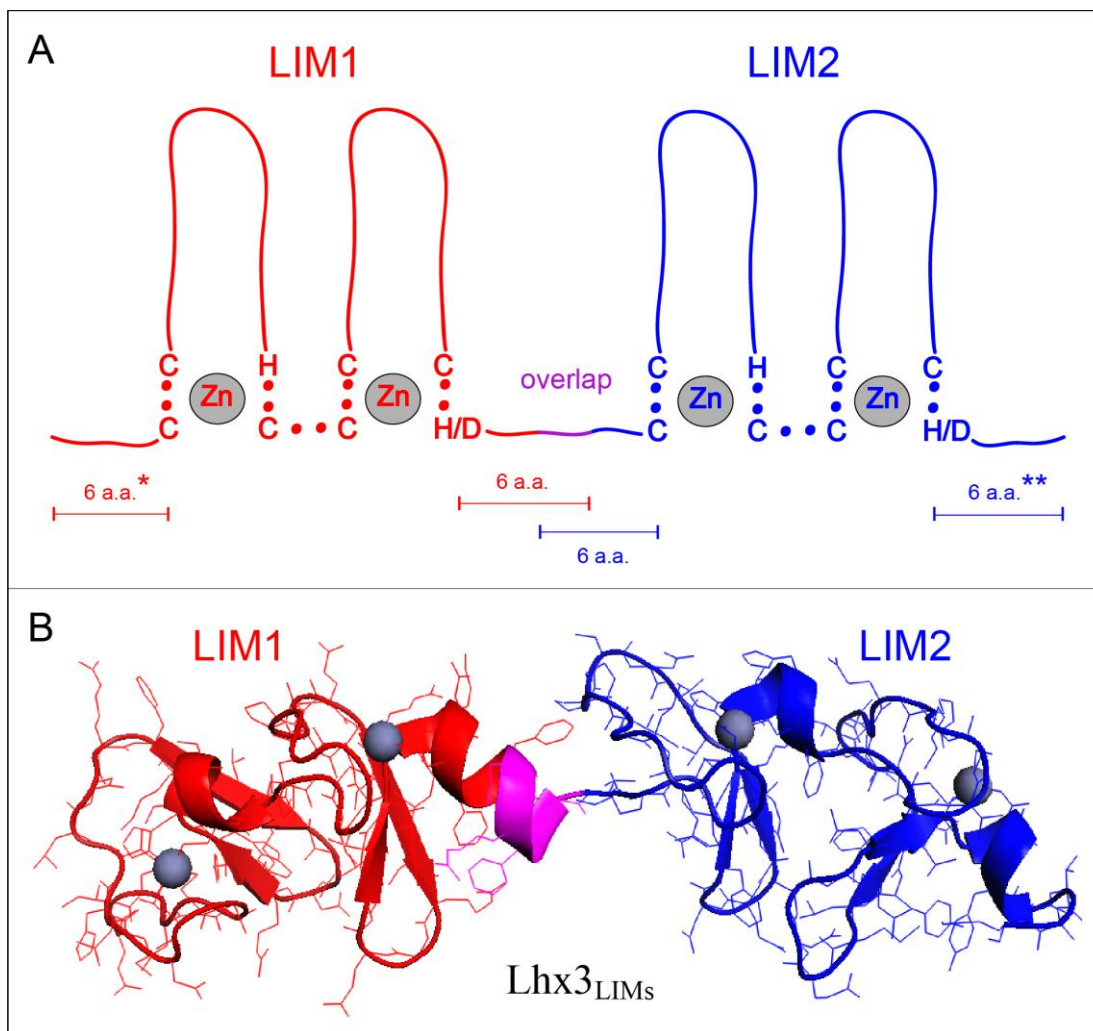 A
LIM1 LIM2
C H C C C H C C
Zn Zn overlap Zn Zn
C C C H/D C C C H/D
6 a.a.* 6 a.a. 6 a.a.**
6 a.a.
B
LIM1 LIM2
Lhx3LIMs